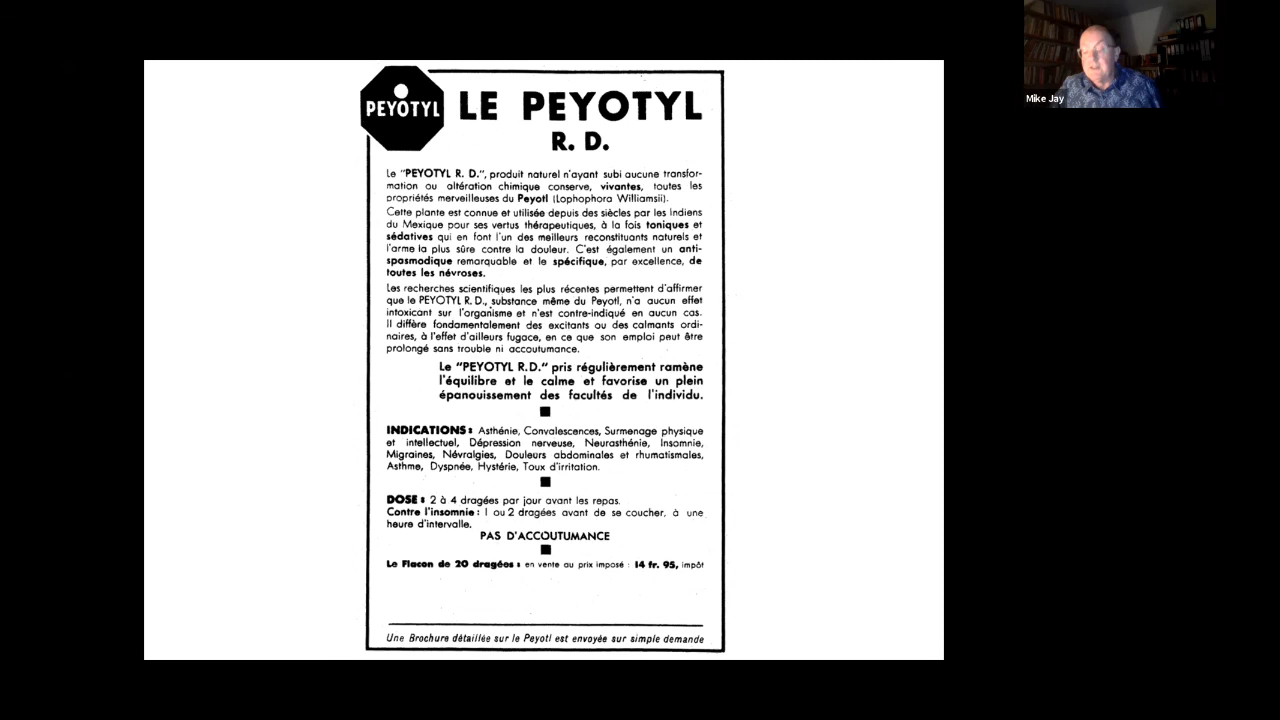 Mike Jay
PEYOTYL
LE PEYOTYL
R. D.
Le "PEYOTYL R. D.", produit naturel n'ayant subi aucune transfor-
mation ou altération chimique conserve, vivantes, toutes les
propriétés merveilleuses du Peyotl (Lophophora Williamsii).
Cette plante est connue et utilisée depuis des siècles par les Indiens
du Mexique pour ses vertus thérapeutiques, à la fois toniques et
sédatives qui en font l'un des meilleurs reconstituants naturels et
l'arme la plus sûre contre la douleur. C'est également un anti-
spasmodique remarquable et le spécifique, par excellence, de
toutes les névroses.
Les recherches scientifiques les plus récentes permettent d'affirmer
que le PEYOTYL R. D., substance même du Peyotl, n'a aucun effet
intoxicant sur l'organisme et n'est contre-indiqué en aucun cas.
Il diffère fondamentalement des excitants ou des calmants ordi-
naires, à l'effet d'ailleurs fugace, en ce que son emploi peut être
prolongé sans trouble ni accoutumance.
Le "PEYOTYL R.D." pris régulièrement ramène
l'équilibre et le calme et favorise un plein
épanouissement des facultés de l'individu.
INDICATIONS : Asthénie, Convalescences, Surmenage physique
et intellectuel, Dépression nerveuse, Neurasthénie, Insomnie,
Migraines, Névralgies, Douleurs abdominales et rhumatismales,
Asthme, Dyspnée, Hystérie, Toux d'irritation.
DOSE : 2 à 4 dragées par jour avant les repas.
Contre l'insomnie : 1 ou 2 dragées avant de se coucher, à une
heure d'intervalle.
PAS D'ACCOUTUMANCE
Le Flacon de 20 dragées : en vente au prix imposé : 14 fr. 95, impôt
Une Brochure détaillée sur le Peyotl est envoyée sur simple demande